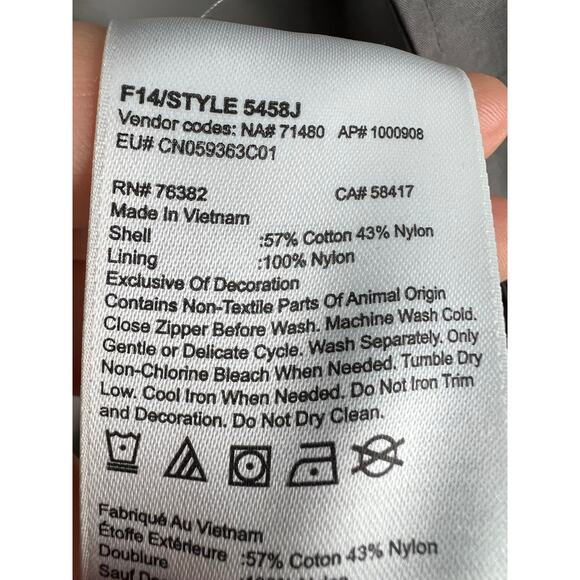 F14/STYLE 5458J
Vendor codes: NA# 71480 AP# 1000908
EU# CN059363C01
RN# 76382 CA# 58417
Made In Vietnam
Shell :57% Cotton 43% Nylon
Lining :100% Nylon
Exclusive Of Decoration
Contains Non-Textile Parts Of Animal Origin
Close Zipper Before Wash. Machine Wash Cold.
Gentle or Delicate Cycle. Wash Separately. Only
Non-Chlorine Bleach When Needed. Tumble Dry
Low. Cool Iron When Needed. Do Not Iron Trim
and Decoration. Do Not Dry Clean.
Fabriqué Au Vietnam
Étoffe Extérieure :57% Coton 43% Nylon
Doublure
Sauf